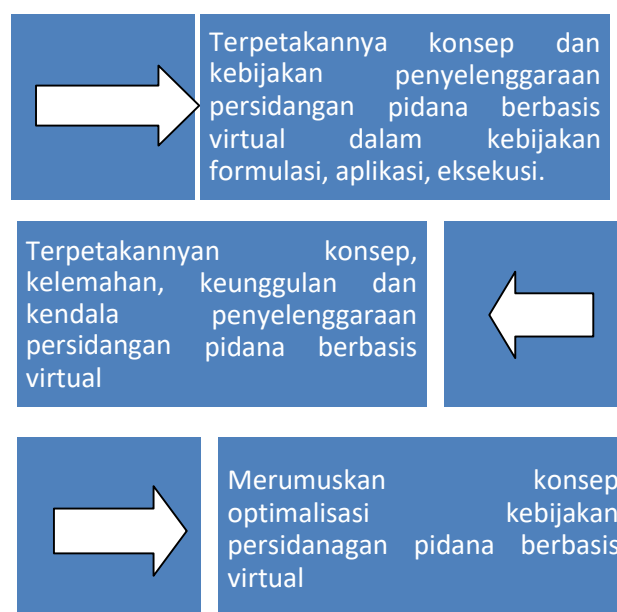 Terpetakannya konsep dan
kebijakan penyelenggaraan
persidangan pidana berbasis
virtual dalam kebijakan
formulasi, aplikasi, eksekusi.
Terpetakannyan konsep,
kelemahan, keunggulan dan
kendala penyelenggaraan
persidangan pidana berbasis
virtual
Merumuskan konsep
optimalisasi kebijakan
persidanagan pidana berbasis
virtual